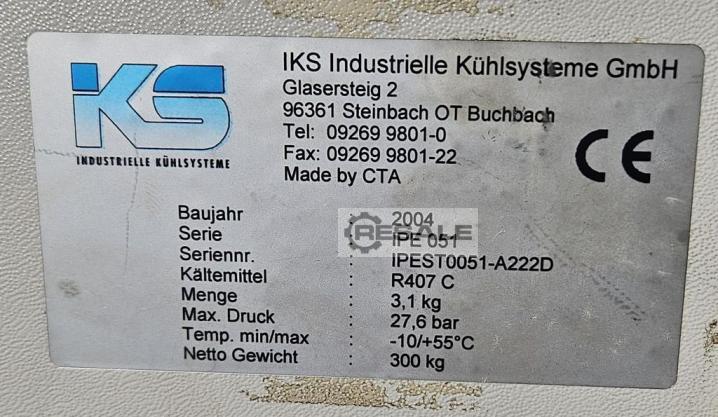 IKS
INDUSTRIELLE KÜHLSYSTEME
IKS Industrielle Kühlsysteme GmbH
Glasersteig 2
96361 Steinbach OT Buchbach
Tel: 09269 9801-0
Fax: 09269 9801-22
Made by CTA
CE
Baujahr : 2004
RESALE
Serie : IPE 051
Seriennr. : IPEST0051-A222D
Kältemittel : R407 C
Menge : 3,1 kg
Max. Druck : 27,6 bar
Temp. min/max : -10/+55°C
Netto Gewicht : 300 kg